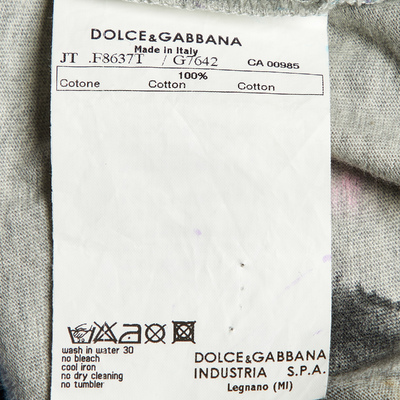 DOLCE&GABBANA
Made in Italy
JT .F8637T / G7642 CA 00985
100%
Cotone Cotton Cotton
wash in water 30
no bleach
cool iron
no dry cleaning
no tumbler
DOLCE&GABBANA
INDUSTRIA S.P.A.
Legnano (MI)